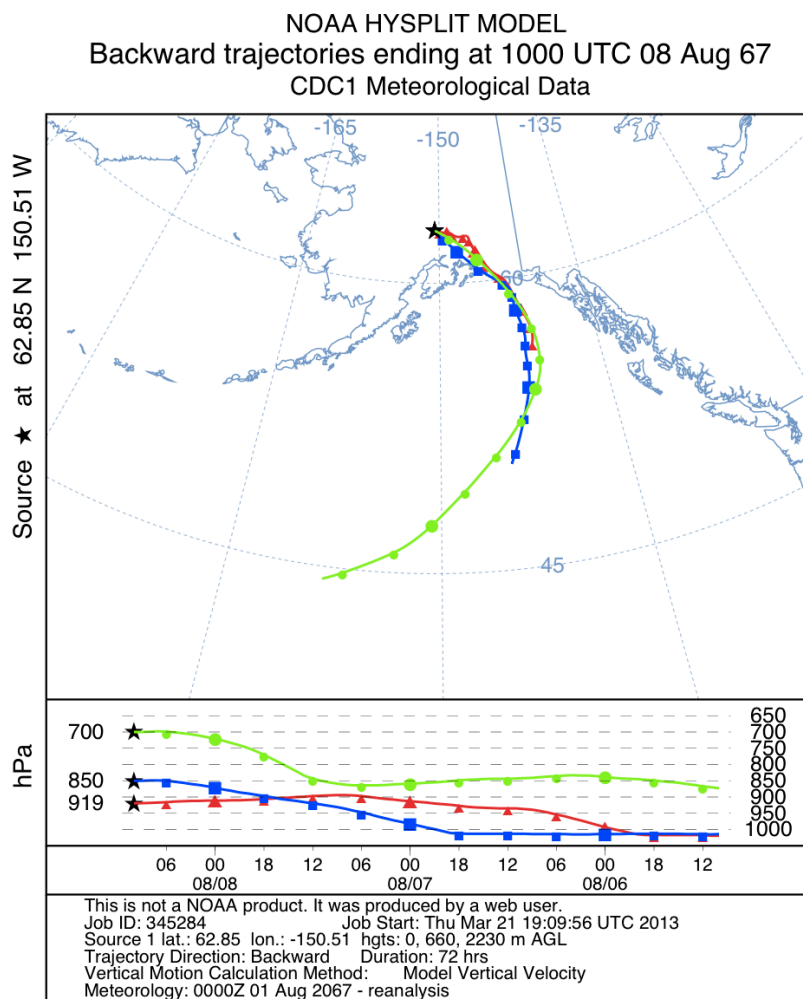 NOAA HYSPLIT MODEL
Backward trajectories ending at 1000 UTC 08 Aug 67
CDC1 Meteorological Data
Source ★ at 62.85 N 150.51 W
-165
-150
-135
60
45
hPa
700
850
919
650
700
750
800
850
900
950
1000
06 00 18 12 06 00 18 12 06 00 18 12
08/08 08/07 08/06
This is not a NOAA product. It was produced by a web user.
Job ID: 345284 Job Start: Thu Mar 21 19:09:56 UTC 2013
Source 1 lat.: 62.85 lon.: -150.51 hgts: 0, 660, 2230 m AGL
Trajectory Direction: Backward Duration: 72 hrs
Vertical Motion Calculation Method: Model Vertical Velocity
Meteorology: 0000Z 01 Aug 2067 - reanalysis